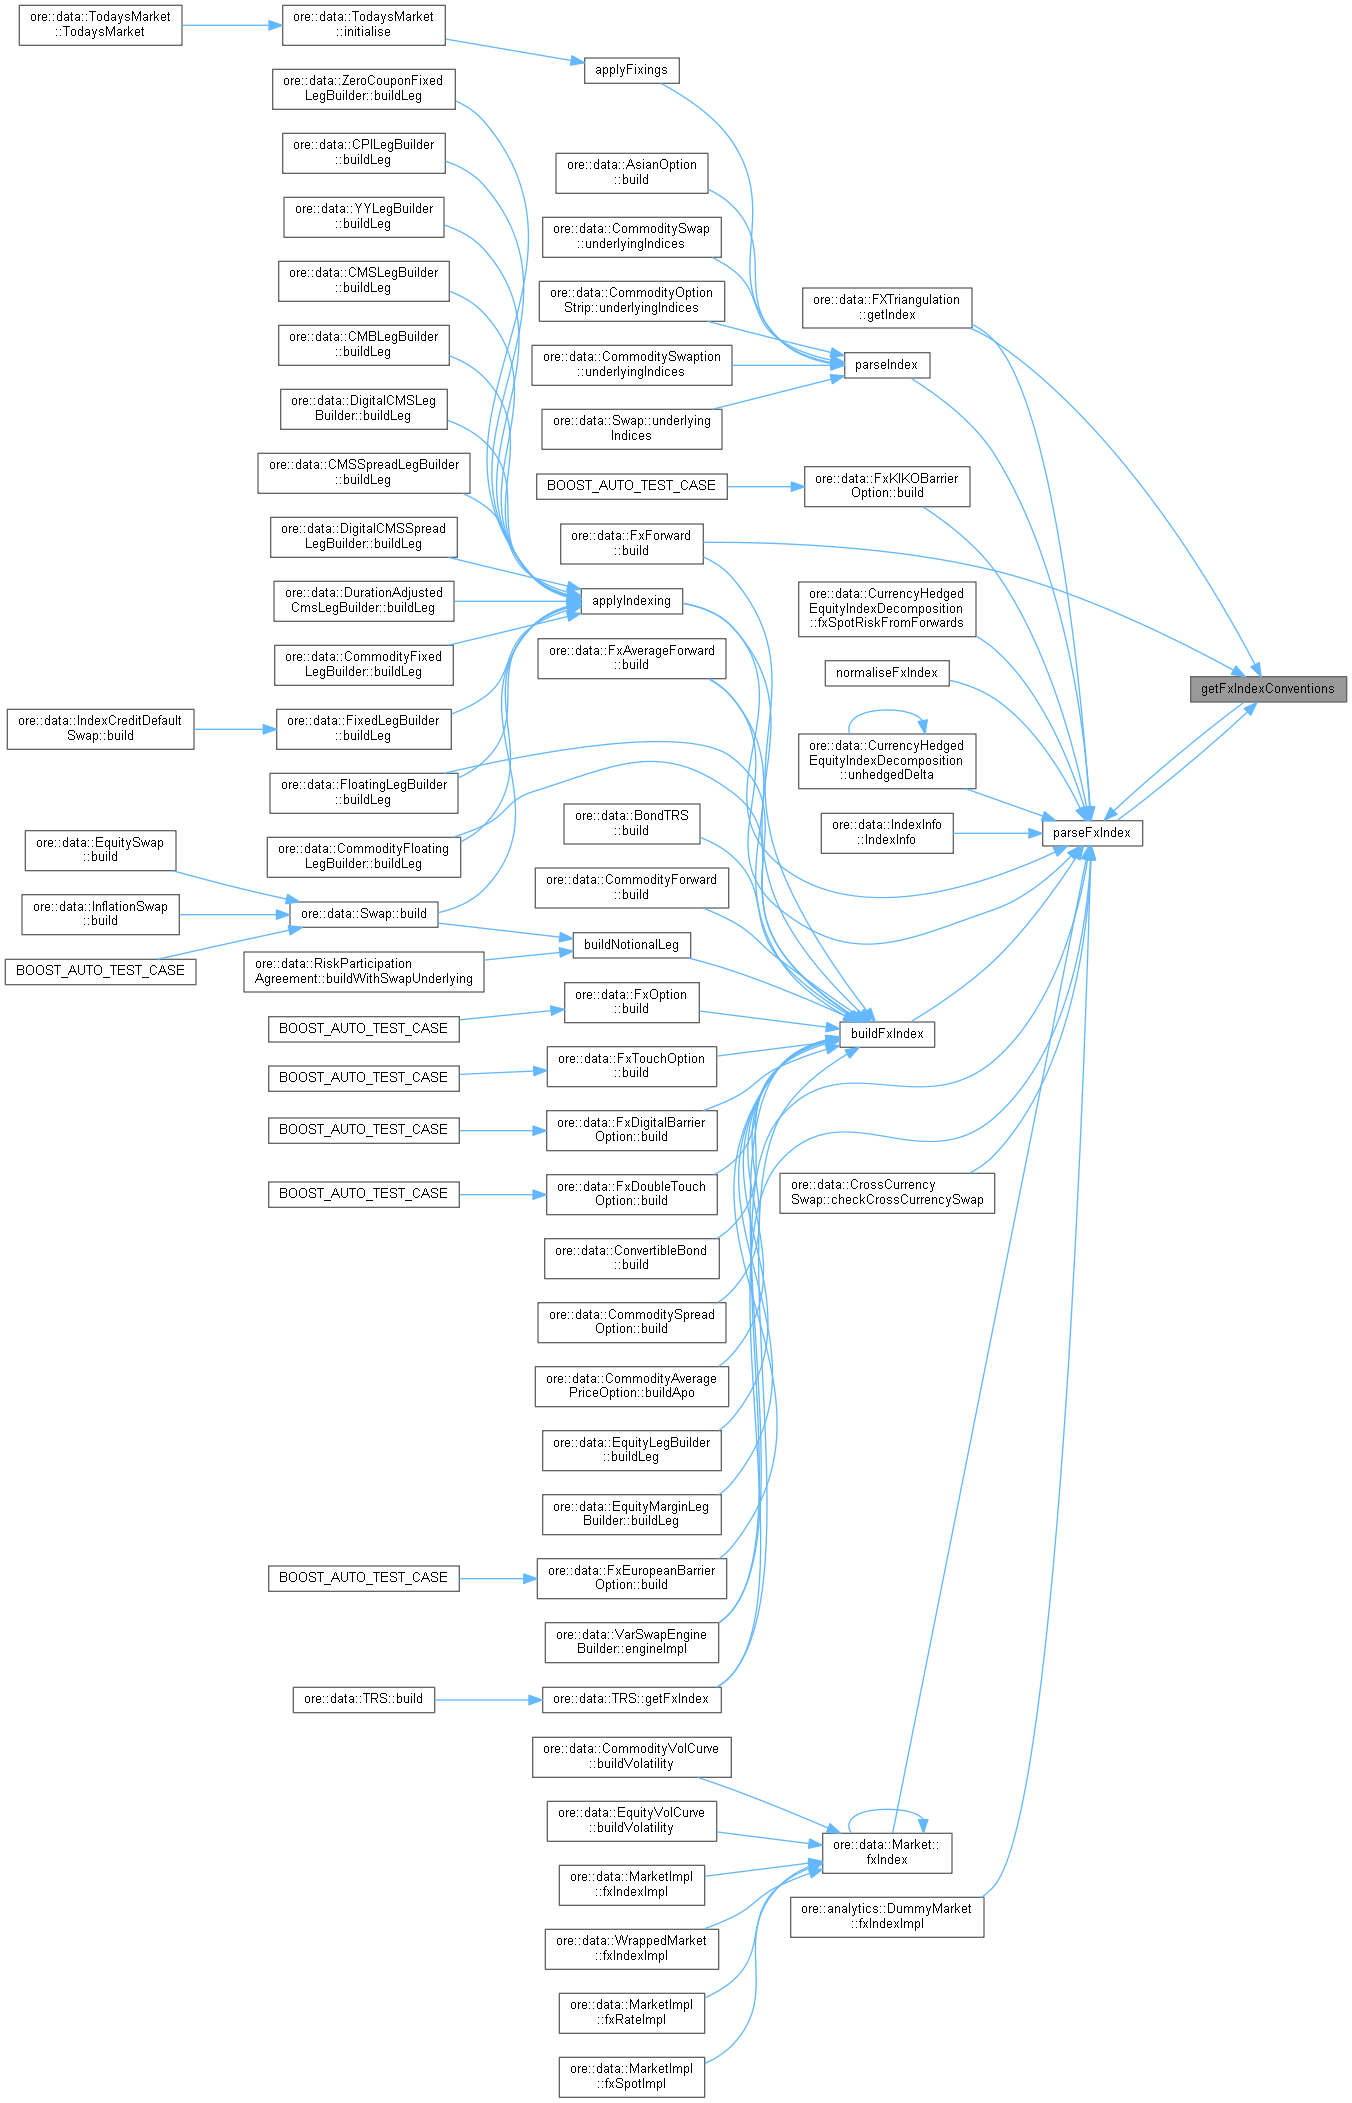 ore::data::TodaysMarket
::TodaysMarket
ore::data::TodaysMarket
::initialise
applyFixings
ore::data::ZeroCouponFixed
LegBuilder::buildLeg
ore::data::CPILegBuilder
::buildLeg
ore::data::YYLegBuilder
::buildLeg
ore::data::CMSLegBuilder
::buildLeg
ore::data::CMBLegBuilder
::buildLeg
ore::data::DigitalCMSLeg
Builder::buildLeg
ore::data::CMSSpreadLegBuilder
::buildLeg
ore::data::DigitalCMSSpread
LegBuilder::buildLeg
ore::data::DurationAdjusted
CmsLegBuilder::buildLeg
ore::data::CommodityFixed
LegBuilder::buildLeg
ore::data::IndexCreditDefault
Swap::build
ore::data::FixedLegBuilder
::buildLeg
ore::data::FloatingLegBuilder
::buildLeg
ore::data::CommodityFloating
LegBuilder::buildLeg
ore::data::EquitySwap
::build
ore::data::InflationSwap
::build
BOOST_AUTO_TEST_CASE
ore::data::Swap::build
ore::data::RiskParticipation
Agreement::buildWithSwapUnderlying
BOOST_AUTO_TEST_CASE
BOOST_AUTO_TEST_CASE
BOOST_AUTO_TEST_CASE
BOOST_AUTO_TEST_CASE
BOOST_AUTO_TEST_CASE
ore::data::TRS::build
ore::data::AsianOption
::build
ore::data::CommoditySwap
::underlyingIndices
ore::data::CommodityOption
Strip::underlyingIndices
ore::data::CommoditySwaption
::underlyingIndices
ore::data::Swap::underlying
Indices
BOOST_AUTO_TEST_CASE
ore::data::FxForward
::build
applyIndexing
ore::data::FxAverageForward
::build
ore::data::BondTRS
::build
ore::data::CommodityForward
::build
buildNotionalLeg
ore::data::FxOption
::build
ore::data::FxTouchOption
::build
ore::data::FxDigitalBarrier
Option::build
ore::data::FxDoubleTouch
Option::build
ore::data::ConvertibleBond
::build
ore::data::CommoditySpread
Option::build
ore::data::CommodityAverage
PriceOption::buildApo
ore::data::EquityLegBuilder
::buildLeg
ore::data::EquityMarginLeg
Builder::buildLeg
ore::data::FxEuropeanBarrier
Option::build
ore::data::VarSwapEngine
Builder::engineImpl
ore::data::TRS::getFxIndex
ore::data::CommodityVolCurve
::buildVolatility
ore::data::EquityVolCurve
::buildVolatility
ore::data::MarketImpl
::fxIndexImpl
ore::data::WrappedMarket
::fxIndexImpl
ore::data::MarketImpl
::fxRateImpl
ore::data::MarketImpl
::fxSpotImpl
ore::data::FXTriangulation
::getIndex
parseIndex
ore::data::FxKIKOBarrier
Option::build
ore::data::CurrencyHedged
EquityIndexDecomposition
::fxSpotRiskFromForwards
normaliseFxIndex
ore::data::CurrencyHedged
EquityIndexDecomposition
::unhedgedDelta
ore::data::IndexInfo
::IndexInfo
buildFxIndex
ore::data::CrossCurrency
Swap::checkCrossCurrencySwap
ore::data::Market::
fxIndex
ore::analytics::DummyMarket
::fxIndexImpl
parseFxIndex
getFxIndexConventions